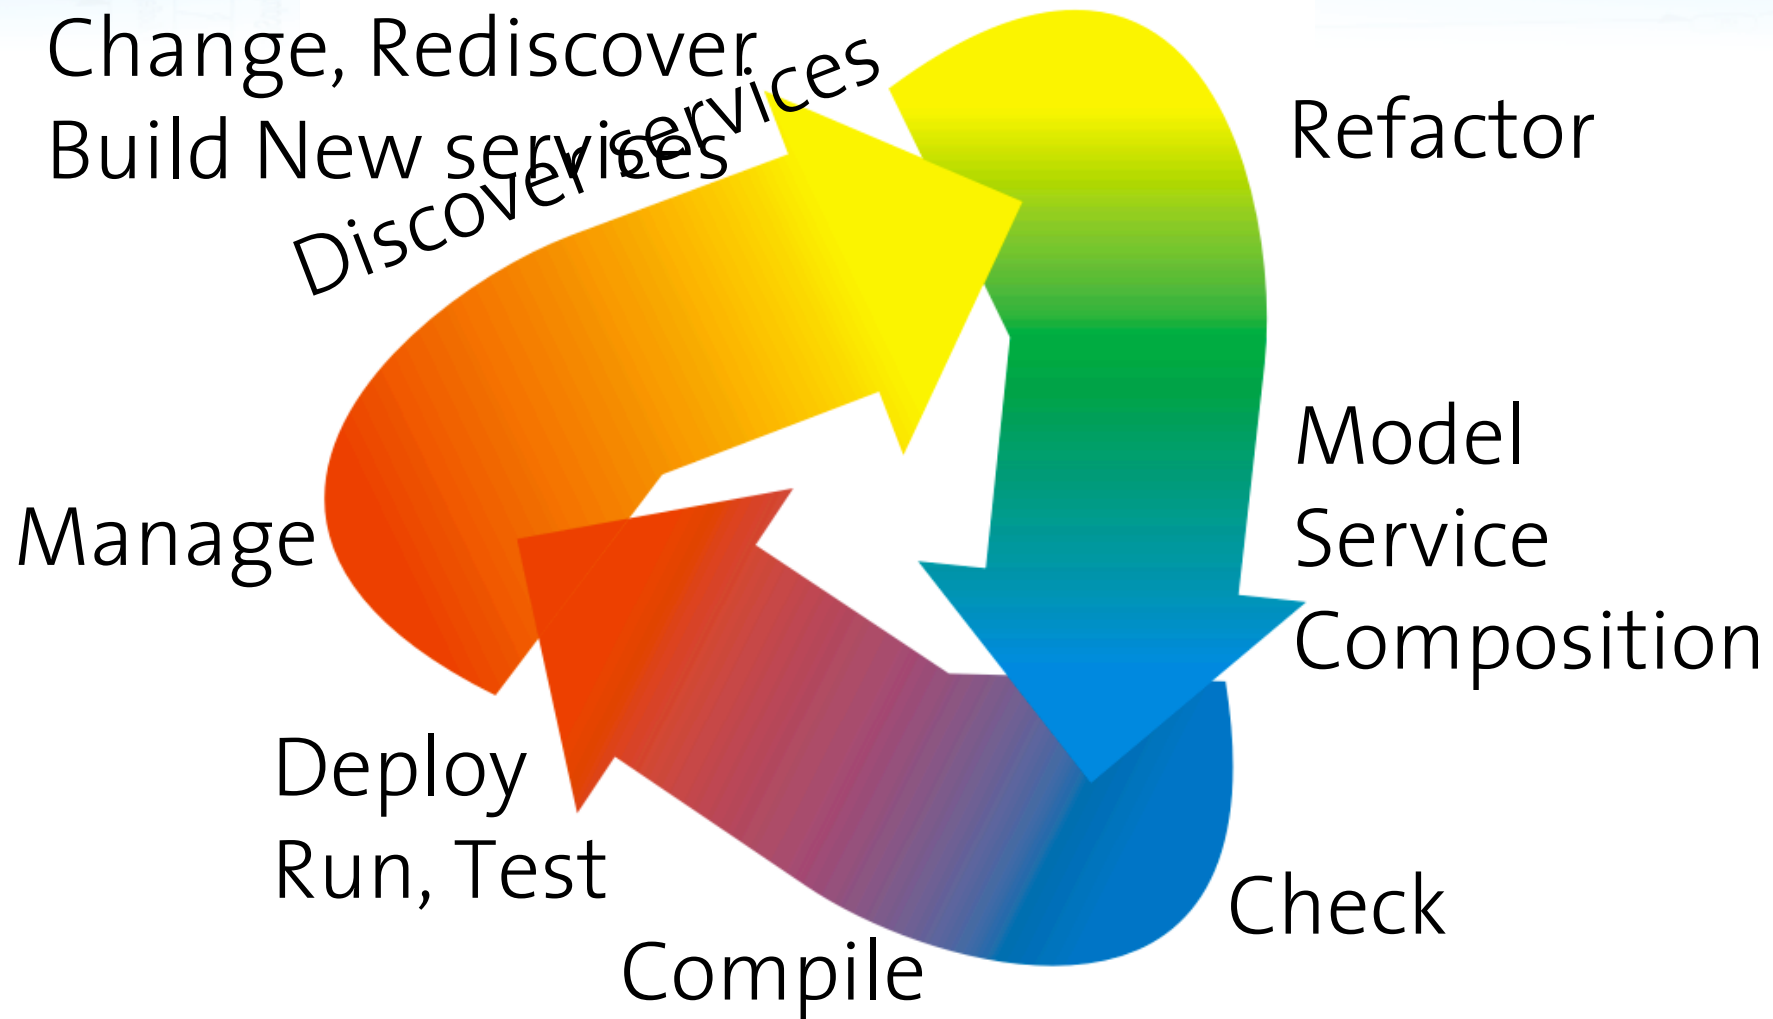 Change, Rediscover
Build New services
Discover services
Refactor
Model
Service
Composition
Manage
Deploy
Run, Test
Check
Compile